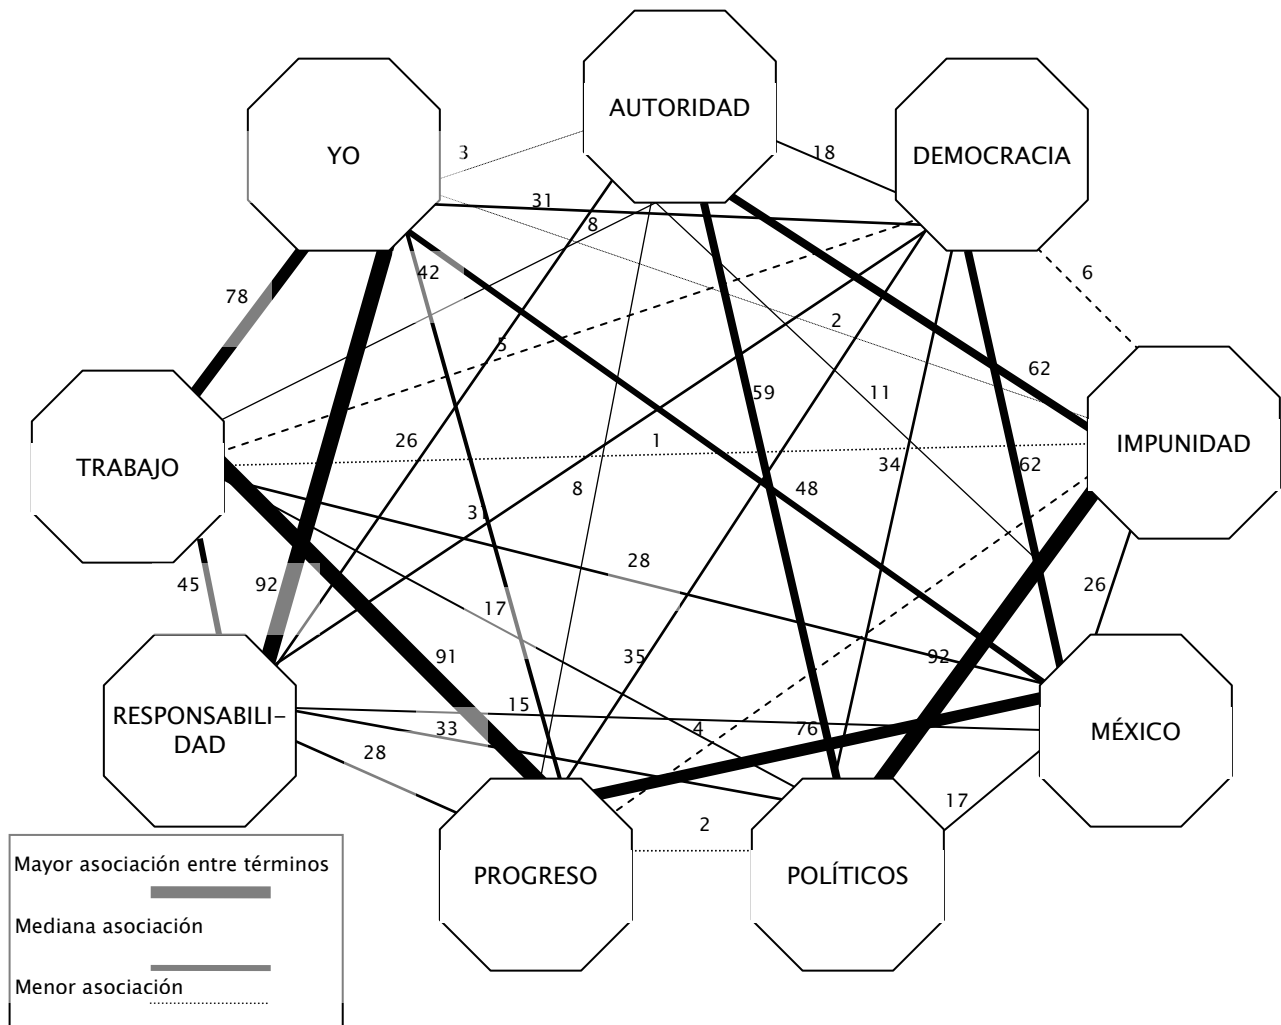 AUTORIDAD
YO
DEMOCRACIA
3
18
31
8
42
6
78
2
5
62
59
11
26
1
TRABAJO
IMPUNIDAD
34
62
8
48
31
28
45
92
17
26
91
35
92
15
33
4
76
RESPONSABILI-
DAD
MÉXICO
28
17
2
PROGRESO
POLÍTICOS
Mayor asociación entre términos
Mediana asociación
Menor asociación